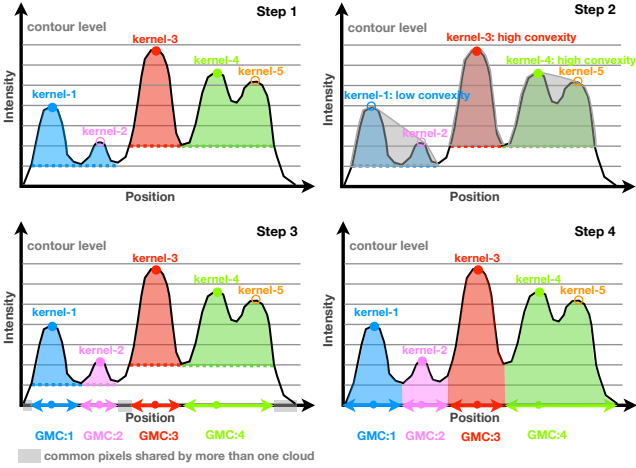 Step 1
contour level
kernel-3
kernel-4
kernel-5
kernel-1
kernel-2
Intensity
Position
Step 2
contour level
kernel-3: high convexity
kernel-4: high convexity
kernel-5
kernel-1: low convexity
kernel-2
Intensity
Position
Step 3
contour level
kernel-3
kernel-4
kernel-5
kernel-1
kernel-2
Intensity
Position
GMC:1 GMC:2 GMC:3 GMC:4
common pixels shared by more than one cloud
Step 4
contour level
kernel-3
kernel-4
kernel-5
kernel-1
kernel-2
Intensity
Position
GMC:1 GMC:2 GMC:3 GMC:4